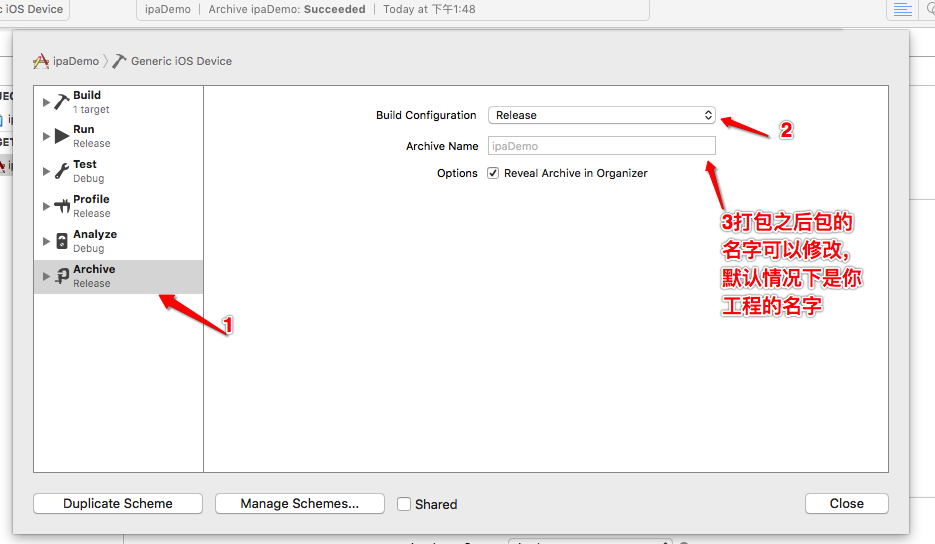 iOS Device
ipaDemo | Archive ipaDemo: Succeeded | Today at 下午1:48
ipaDemo 〉 Generic iOS Device
Build
1 target
Run
Release
Test
Debug
Profile
Release
Analyze
Debug
Archive
Release
1
Build Configuration Release
2
Archive Name ipaDemo
Options Reveal Archive in Organizer
3打包之后包的
名字可以修改,
默认情况下是你
工程的名字
Duplicate Scheme
Manage Schemes...
Shared
Close